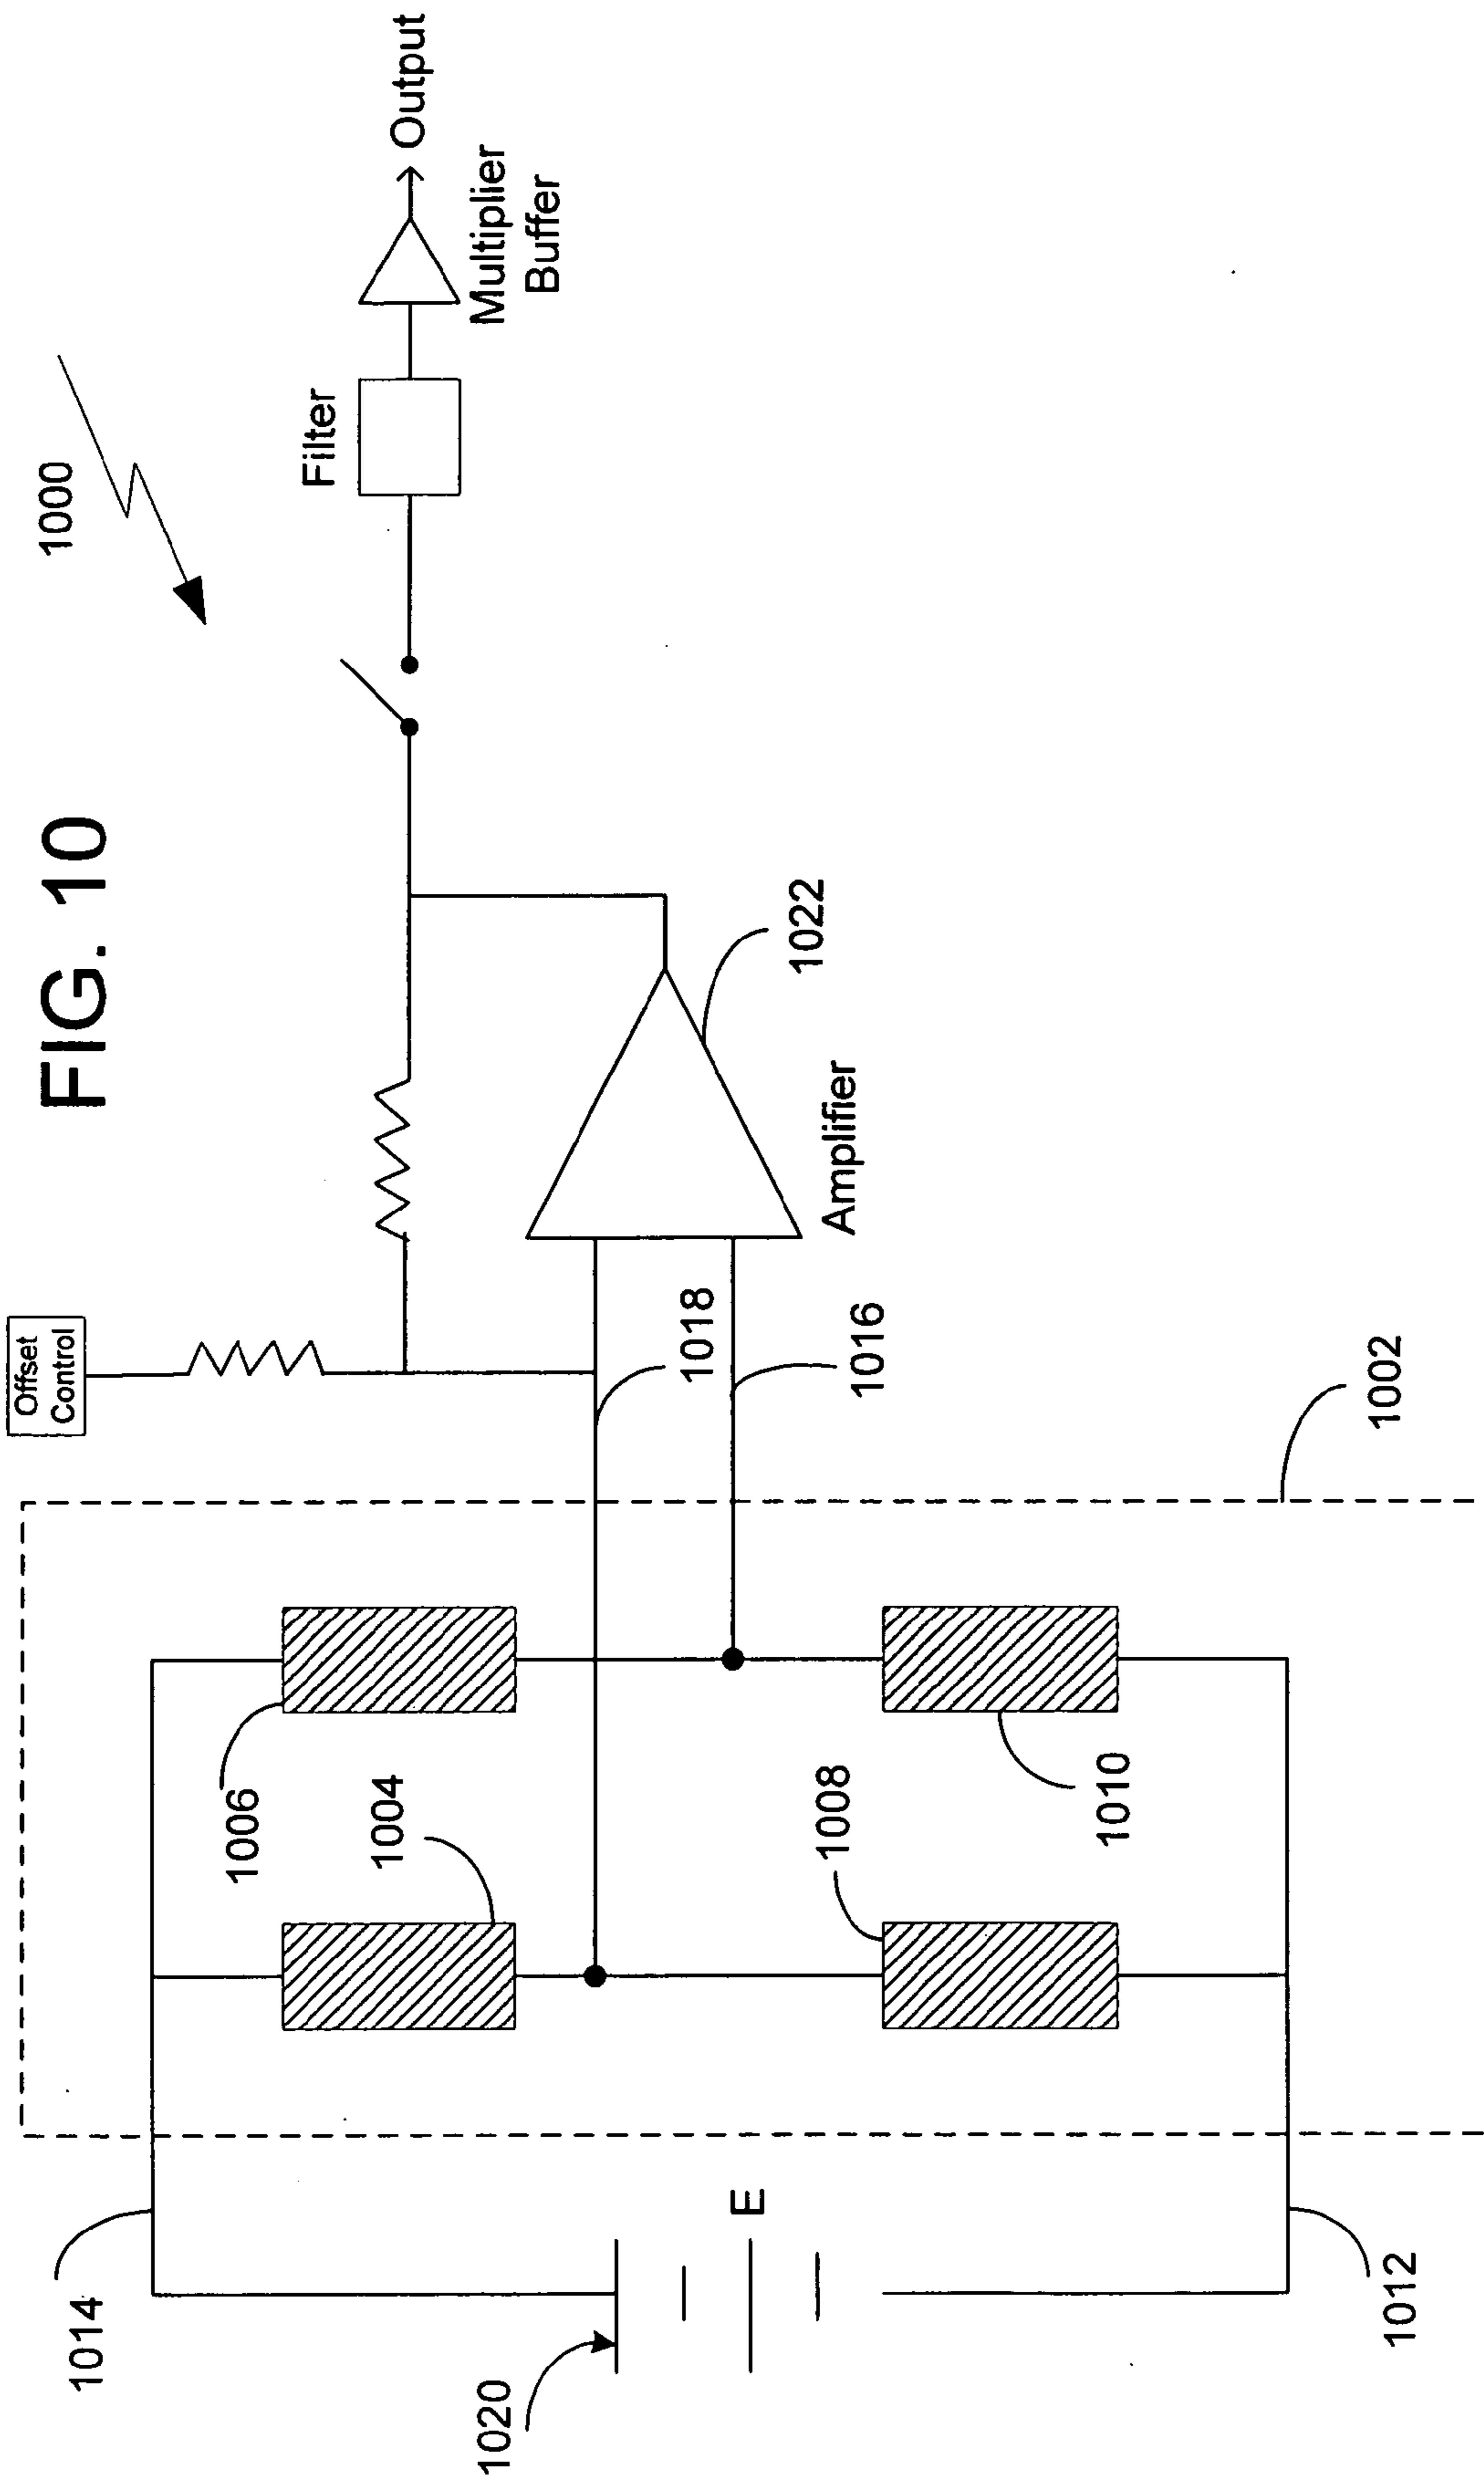 FIG. 10
1000
Offset
Control
Filter
Multiplier
Buffer
Output
Amplifier
1022
1018
1016
1002
1006
1004
1008
1010
1014
1012
1020
E